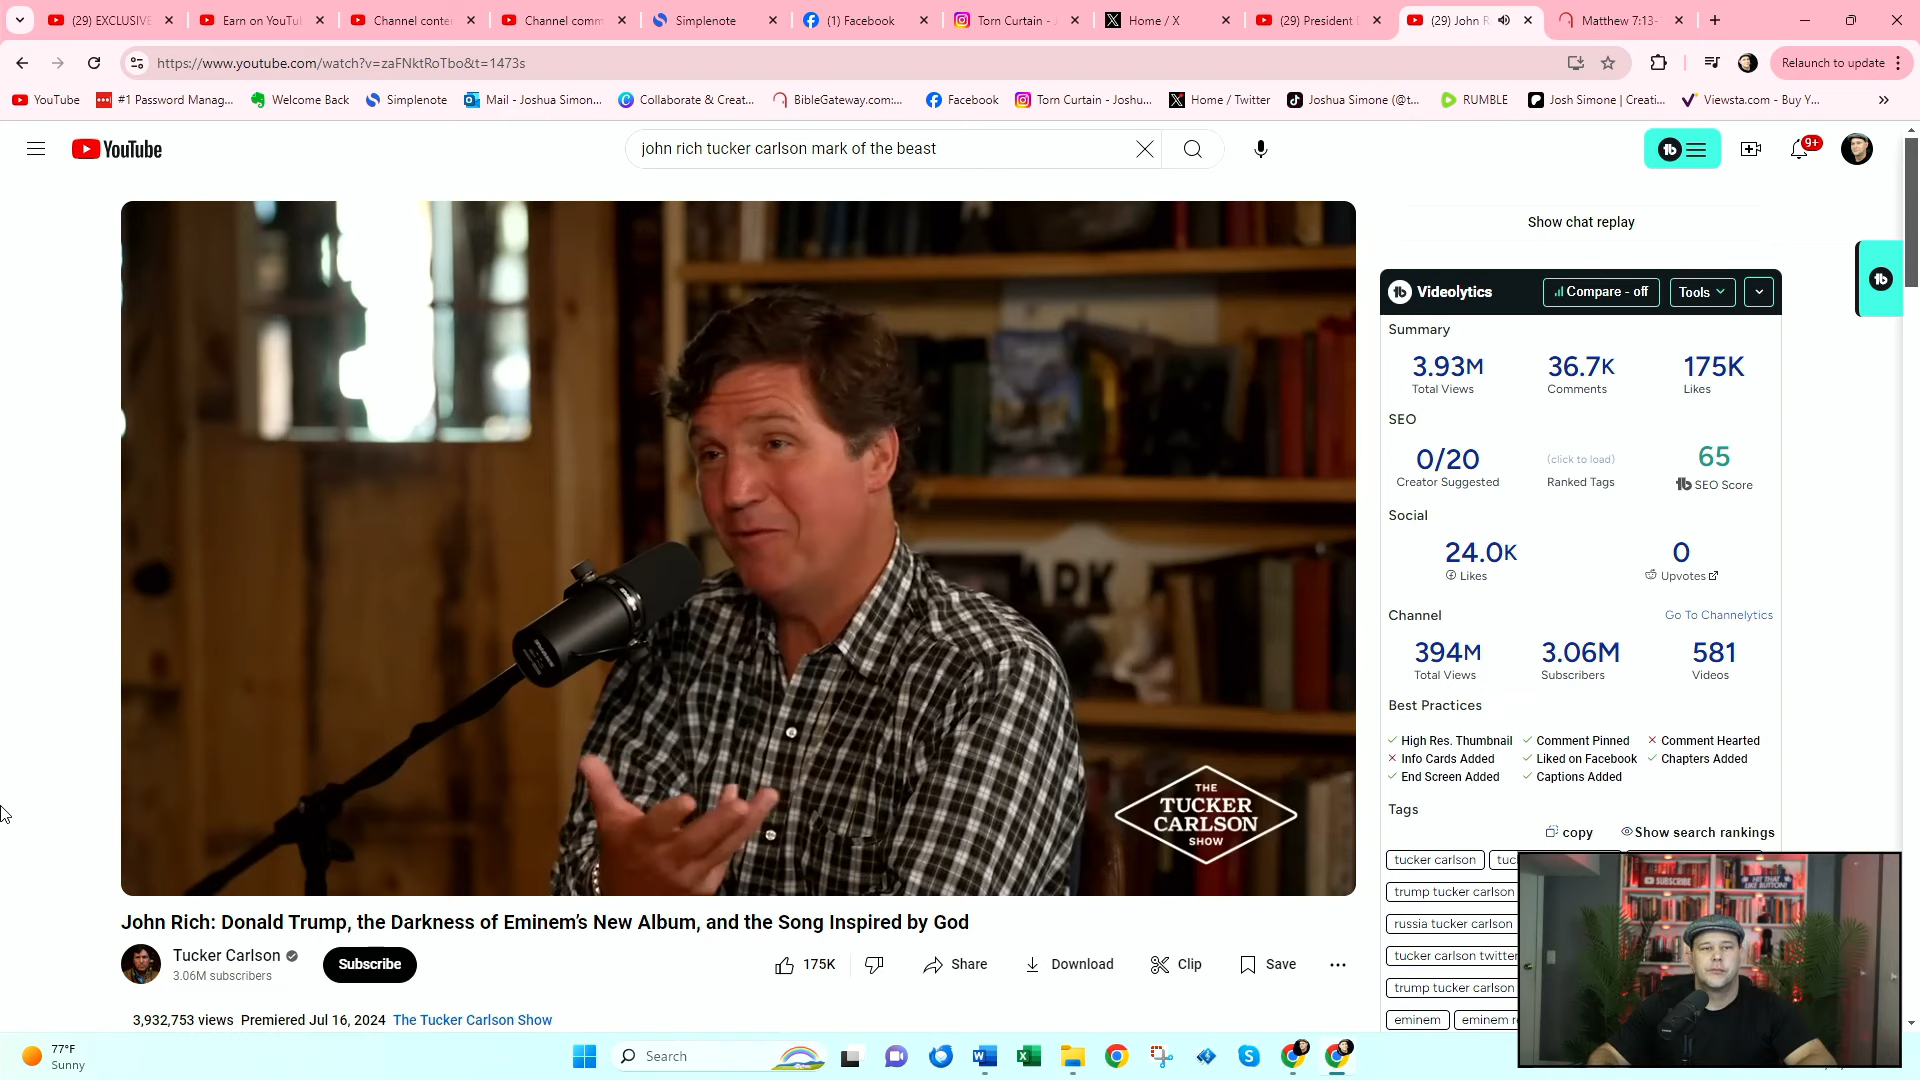 (29) EXCLUSIVE
Earn on YouTu
Channel conte
Channel comm
Simplenote
(1) Facebook
Torn Curtain -
Home / X
(29) President
(29) John R
Matthew 7:13-
https://www.youtube.com/watch?v=zaFNktRoTbo&t=1473s
Relaunch to update
YouTube
#1 Password Manag...
Welcome Back
Simplenote
Mail - Joshua Simon...
Collaborate & Creat...
BibleGateway.com:...
Facebook
Torn Curtain - Joshu...
Home / Twitter
Joshua Simone (@t...
RUMBLE
Josh Simone | Creati...
Viewsta.com - Buy Y...
YouTube
john rich tucker carlson mark of the beast
9+
Show chat replay
Videolytics
Compare - off
Tools
Summary
3.93M 36.7K 175K
Total Views Comments Likes
SEO
0/20 (click to load) 65
Creator Suggested Ranked Tags SEO Score
Social
24.0K 0
Likes Upvotes
Channel Go To Channelytics
394M 3.06M 581
Total Views Subscribers Videos
Best Practices
High Res. Thumbnail Comment Pinned Comment Hearted
Info Cards Added Liked on Facebook Chapters Added
End Screen Added Captions Added
Tags
copy Show search rankings
tucker carlson tuc
trump tucker carlson
russia tucker carlson
tucker carlson twitter
trump tucker carlson
eminem eminem
THE
TUCKER
CARLSON
SHOW
SUBSCRIBE
HIT THAT
LIKE BUTTON!
John Rich: Donald Trump, the Darkness of Eminem’s New Album, and the Song Inspired by God
Tucker Carlson
3.06M subscribers
Subscribe
175K
Share
Download
Clip
Save
3,932,753 views Premiered Jul 16, 2024 The Tucker Carlson Show
77°F
Sunny
Search